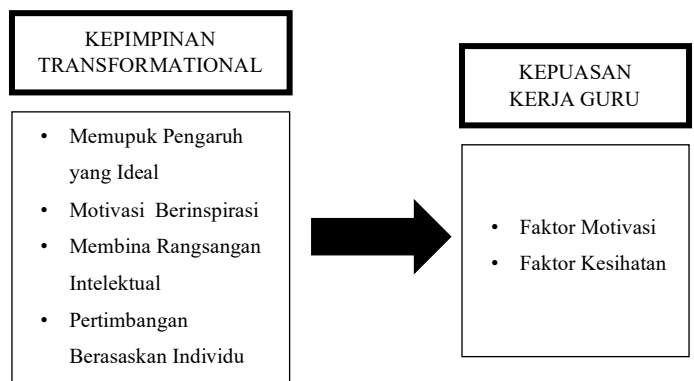 KEPIMPINAN
TRANSFORMATIONAL
• Memupuk Pengaruh
yang Ideal
• Motivasi Berinspirasi
• Membina Rangsangan
Intelektual
• Pertimbangan
Berasaskan Individu
KEPUASAN
KERJA GURU
• Faktor Motivasi
• Faktor Kesihatan